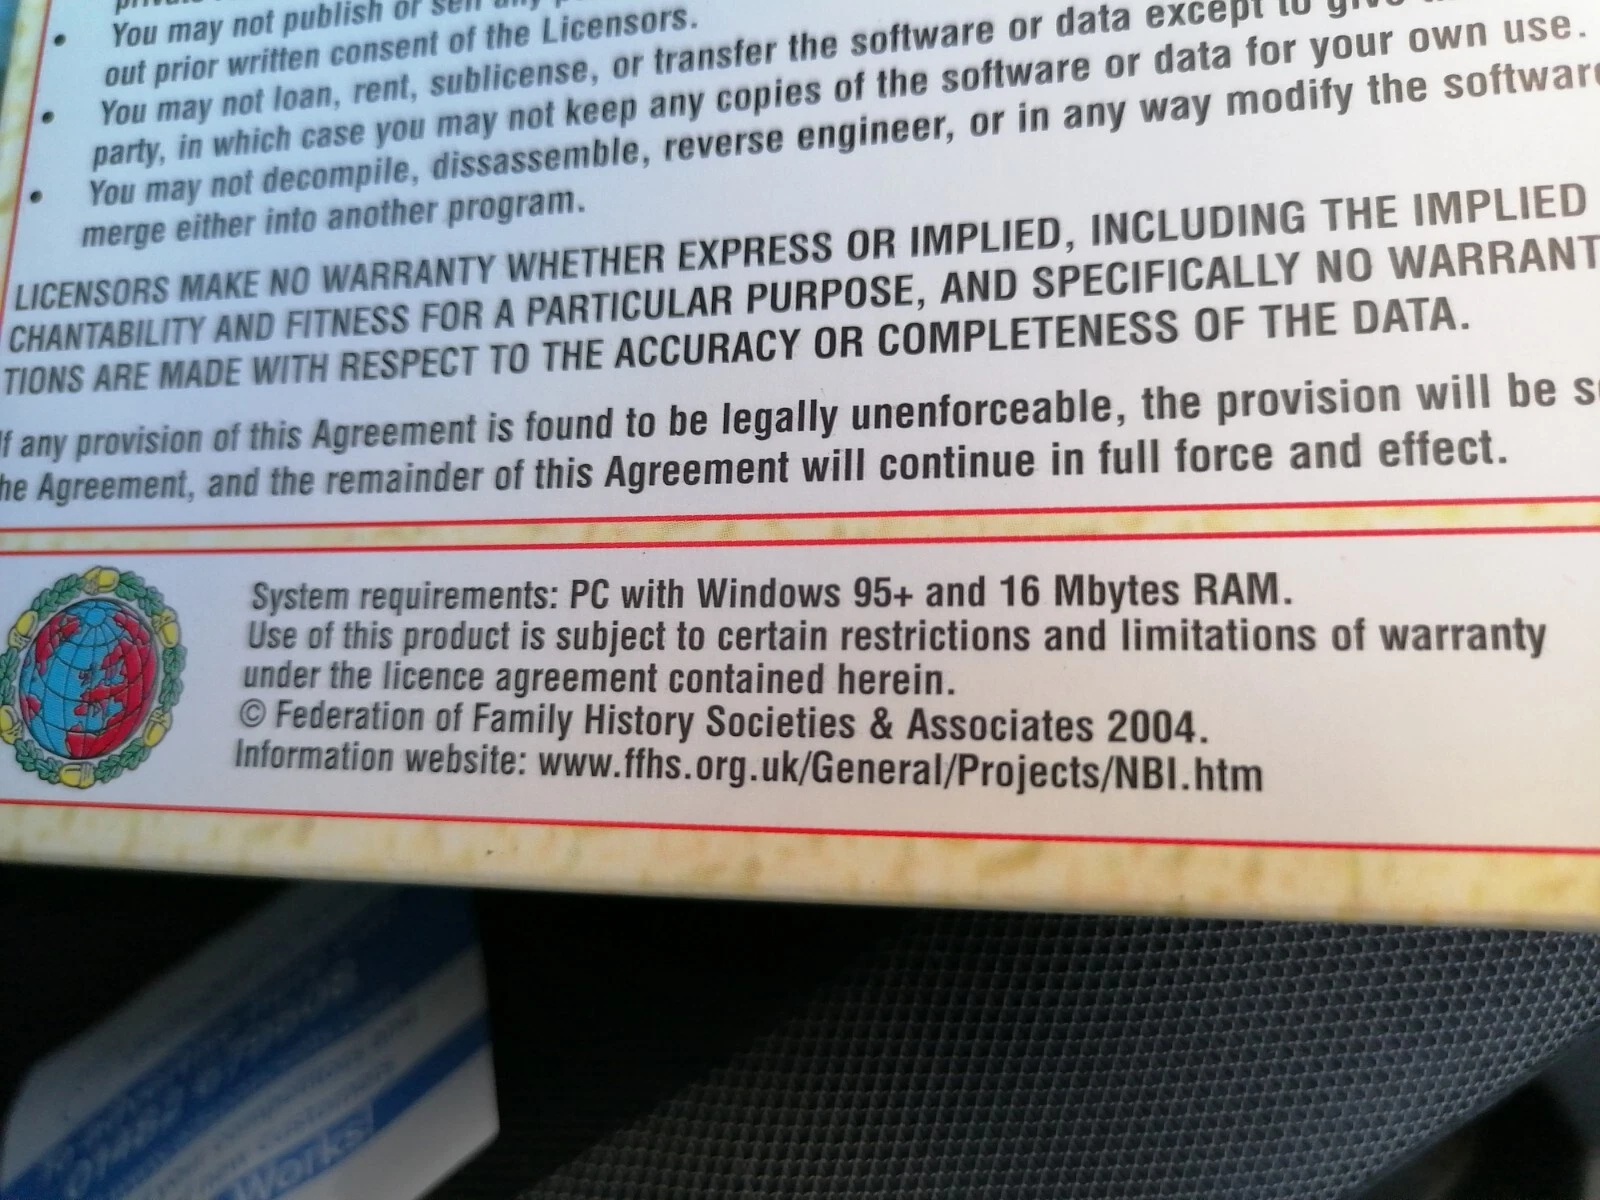 You may not publish or sell any
out prior written consent of the Licensors.
• You may not loan, rent, sublicense, or transfer the software or data except to give
party, in which case you may not keep any copies of the software or data for your own use.
• You may not decompile, dissassemble, reverse engineer, or in any way modify the software
merge either into another program.
LICENSORS MAKE NO WARRANTY WHETHER EXPRESS OR IMPLIED, INCLUDING THE IMPLIED
CHANTABILITY AND FITNESS FOR A PARTICULAR PURPOSE, AND SPECIFICALLY NO WARRANT
TIONS ARE MADE WITH RESPECT TO THE ACCURACY OR COMPLETENESS OF THE DATA.
If any provision of this Agreement is found to be legally unenforceable, the provision will be
he Agreement, and the remainder of this Agreement will continue in full force and effect.
System requirements: PC with Windows 95+ and 16 Mbytes RAM.
Use of this product is subject to certain restrictions and limitations of warranty
under the licence agreement contained herein.
© Federation of Family History Societies & Associates 2004.
Information website: www.ffhs.org.uk/General/Projects/NBI.htm
Works!